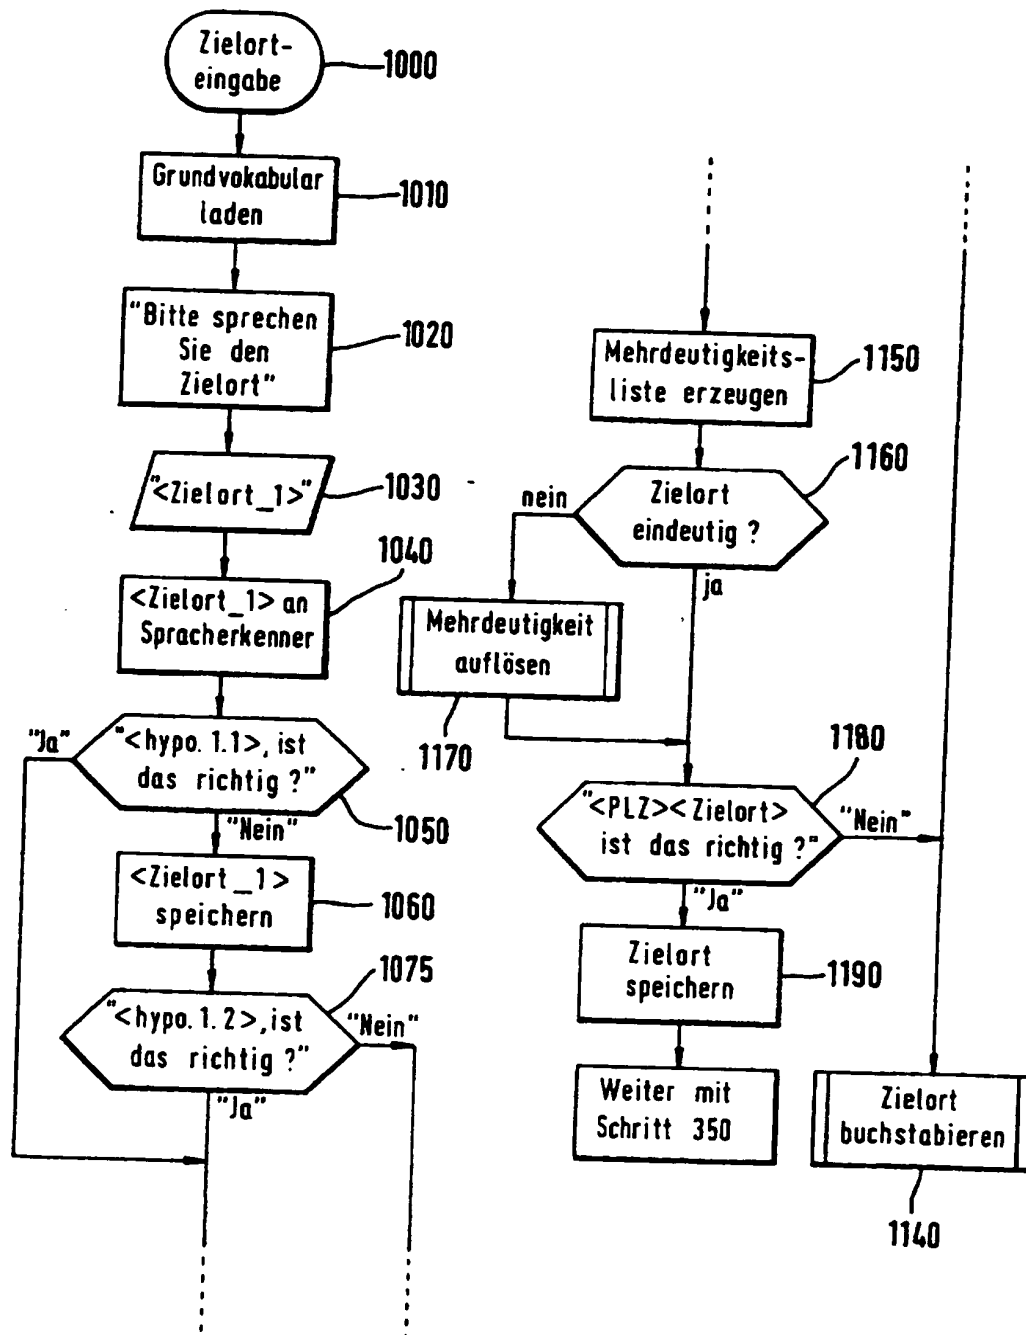 Zielort-
eingabe
1000
Grundvokabular
laden
1010
"Bitte sprechen
Sie den
Zielort"
1020
"<Zielort_1>"
1030
<Zielort_1> an
Spracherkenner
1040
"<hypo. 1.1>, ist
das richtig ?"
1050
"Ja"
"Nein"
<Zielort_1>
speichern
1060
"<hypo. 1. 2>, ist
das richtig ?"
1075
"Nein"
"Ja"
Mehrdeutigkeits-
liste erzeugen
1150
Zielort
eindeutig ?
1160
nein
ja
Mehrdeutigkeit
auflösen
1170
"<PLZ><Zielort>
ist das richtig ?"
1180
"Nein"
"Ja"
Zielort
speichern
1190
Weiter mit
Schritt 350
Zielort
buchstabieren
1140